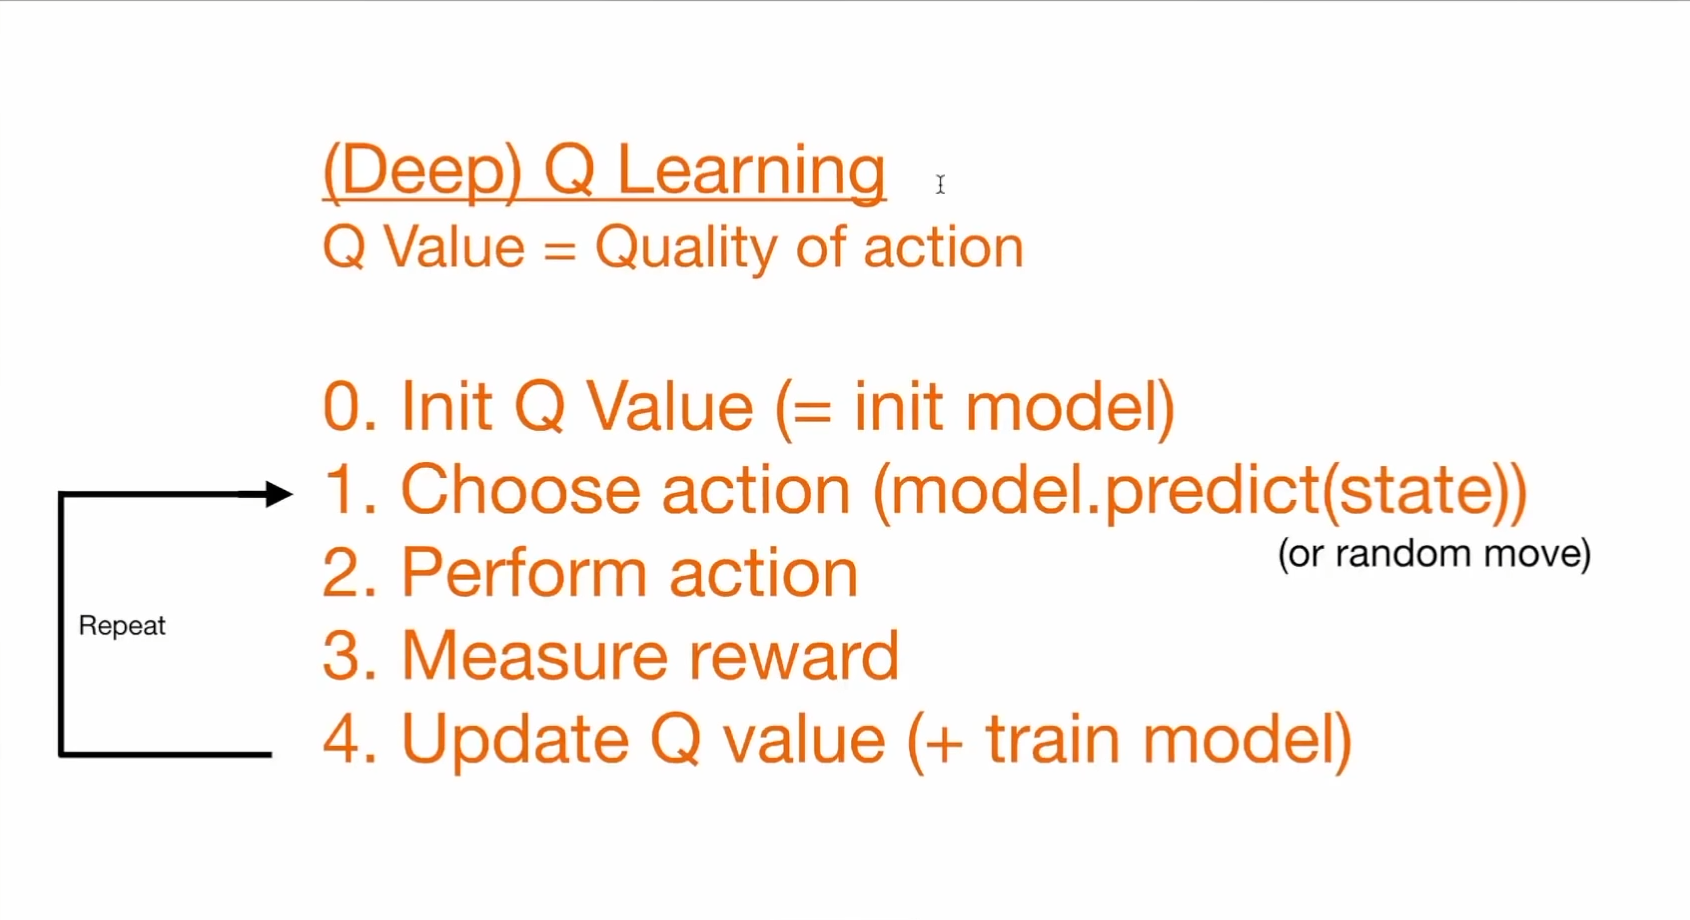 (Deep) Q Learning
Q Value = Quality of action
0. Init Q Value (= init model)
1. Choose action (model.predict(state))
(or random move)
2. Perform action
Repeat
3. Measure reward
4. Update Q value (+ train model)